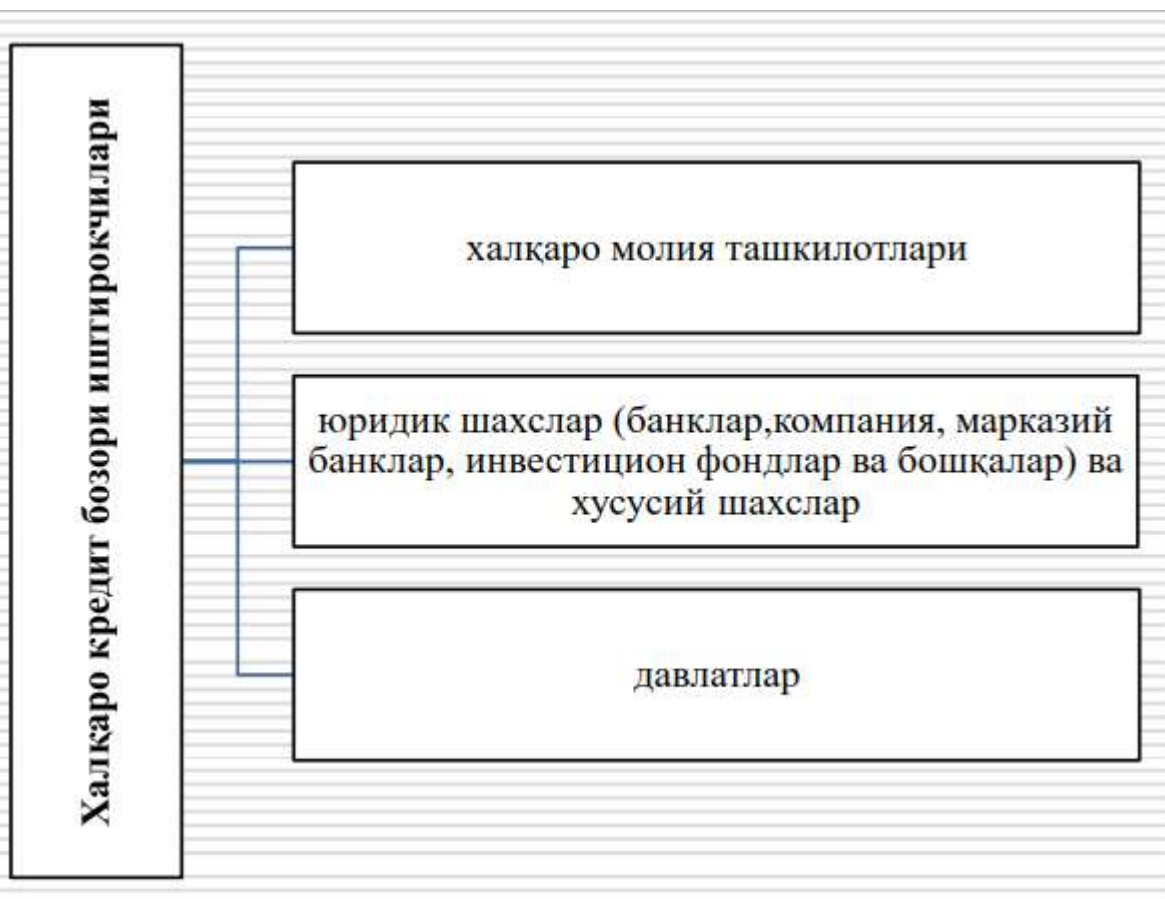 Халқаро кредит бозори иштирокчилари
халқаро молия ташкилотлари
юридик шахслар (банклар,компания, марказий
банклар, инвестицион фондлар ва бошқалар) ва
хусусий шахслар
давлатлар